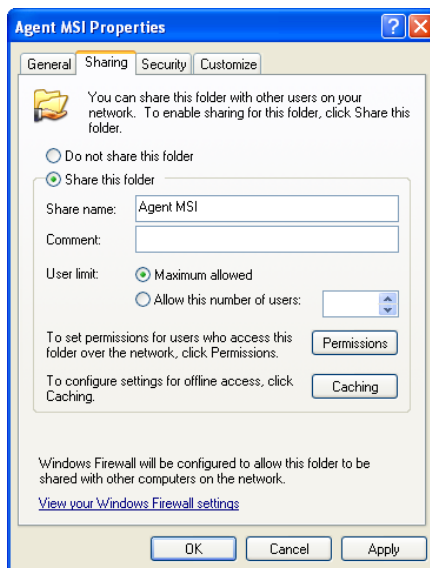 Agent MSI Properties
General Sharing Security Customize
You can share this folder with other users on your
network. To enable sharing for this folder, click Share this
folder.
Do not share this folder
Share this folder
Share name: Agent MSI
Comment:
User limit: Maximum allowed
Allow this number of users:
To set permissions for users who access this
folder over the network, click Permissions.
Permissions
To configure settings for offline access, click
Caching.
Caching
Windows Firewall will be configured to allow this folder to be
shared with other computers on the network.
View your Windows Firewall settings
OK Cancel Apply